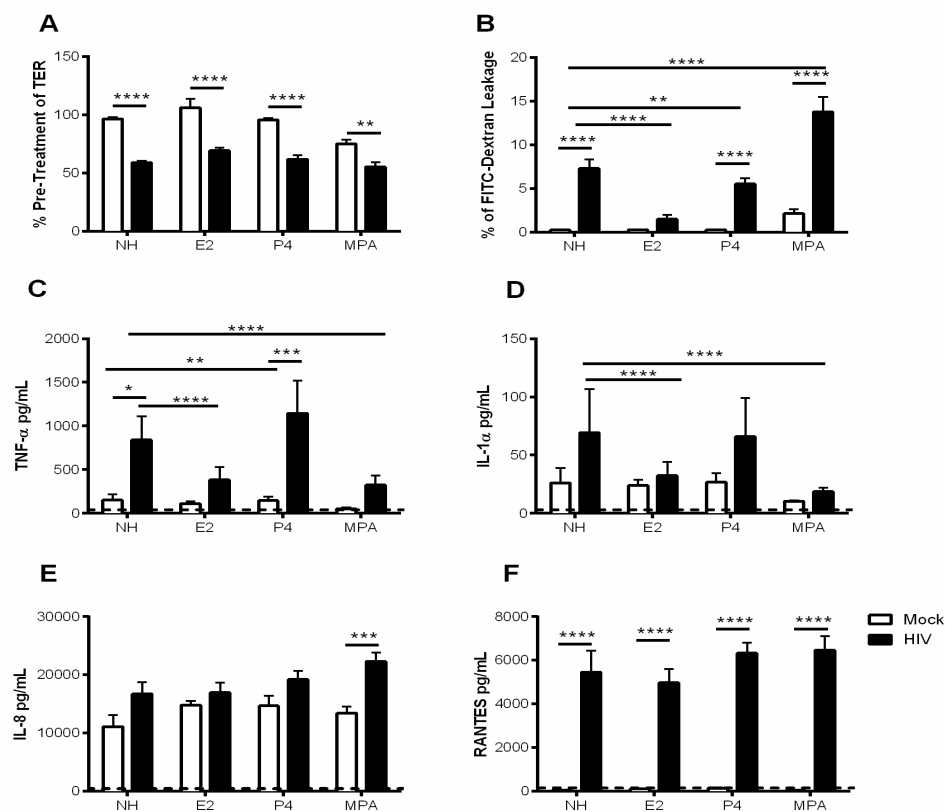 A
% Pre-Treatment of TER
150
100
50
0
****
****
****
**
NH E2 P4 MPA
B
% of FITC-Dextran Leakage
20
15
10
5
0
****
****
**
****
****
****
NH E2 P4 MPA
C
TNF-α pg/mL
2000
1500
1000
500
0
****
**
***
*
****
NH E2 P4 MPA
D
IL-1α pg/mL
150
100
50
0
****
****
NH E2 P4 MPA
E
IL-8 pg/mL
30000
20000
10000
0
***
NH E2 P4 MPA
F
RANTES pg/mL
8000
6000
4000
2000
0
****
****
****
****
NH E2 P4 MPA
Mock
HIV